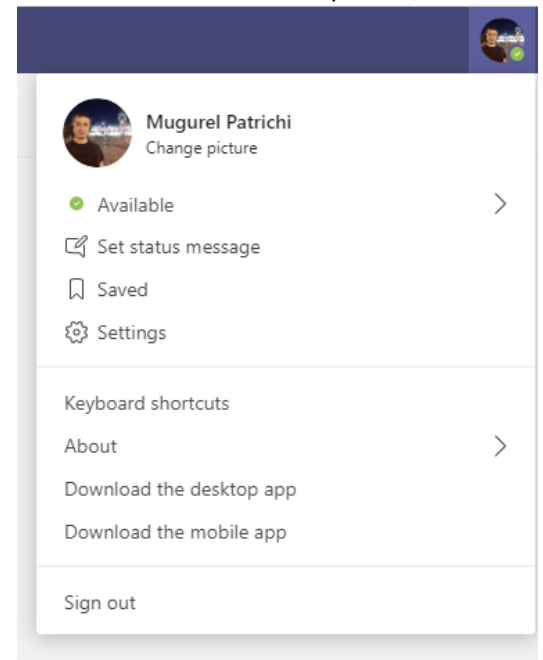 Mugurel Patrichi
Change picture
Available
Set status message
Saved
Settings
Keyboard shortcuts
About
Download the desktop app
Download the mobile app
Sign out